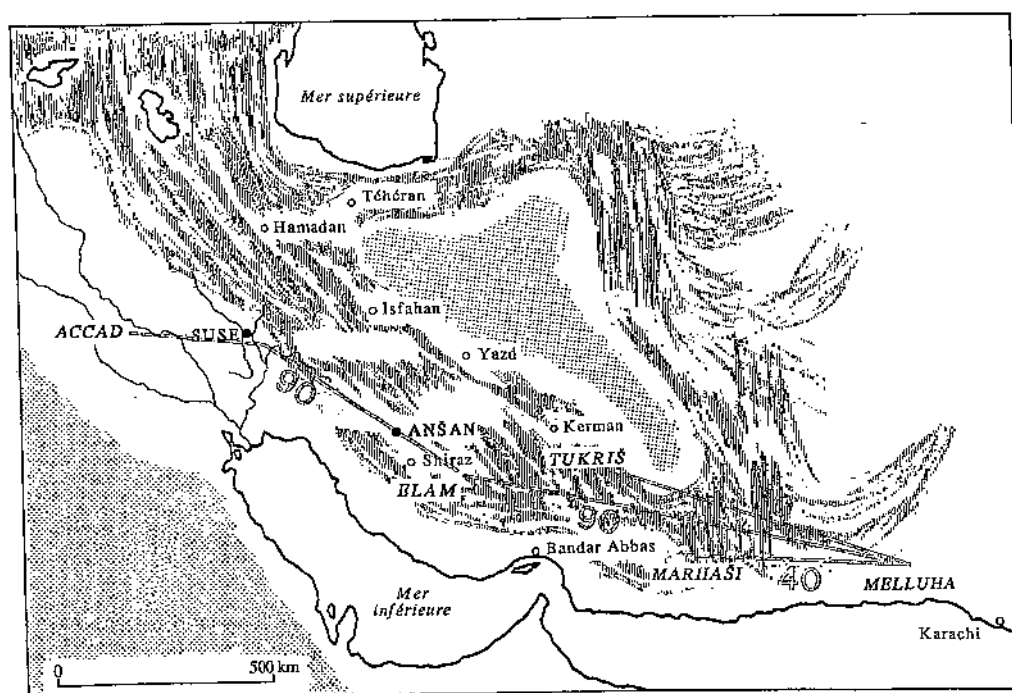 Mer supérieure
Téhéran
Hamadan
Isfahan
ACCAD
SUSE
Yazd
90
ANŠAN
Kerman
Shiraz
TUKRIŠ
ELAM
90
Bandar Abbas
MARHAŠI
40
MELLUHA
Mer
inférieure
Karachi
0
500 km